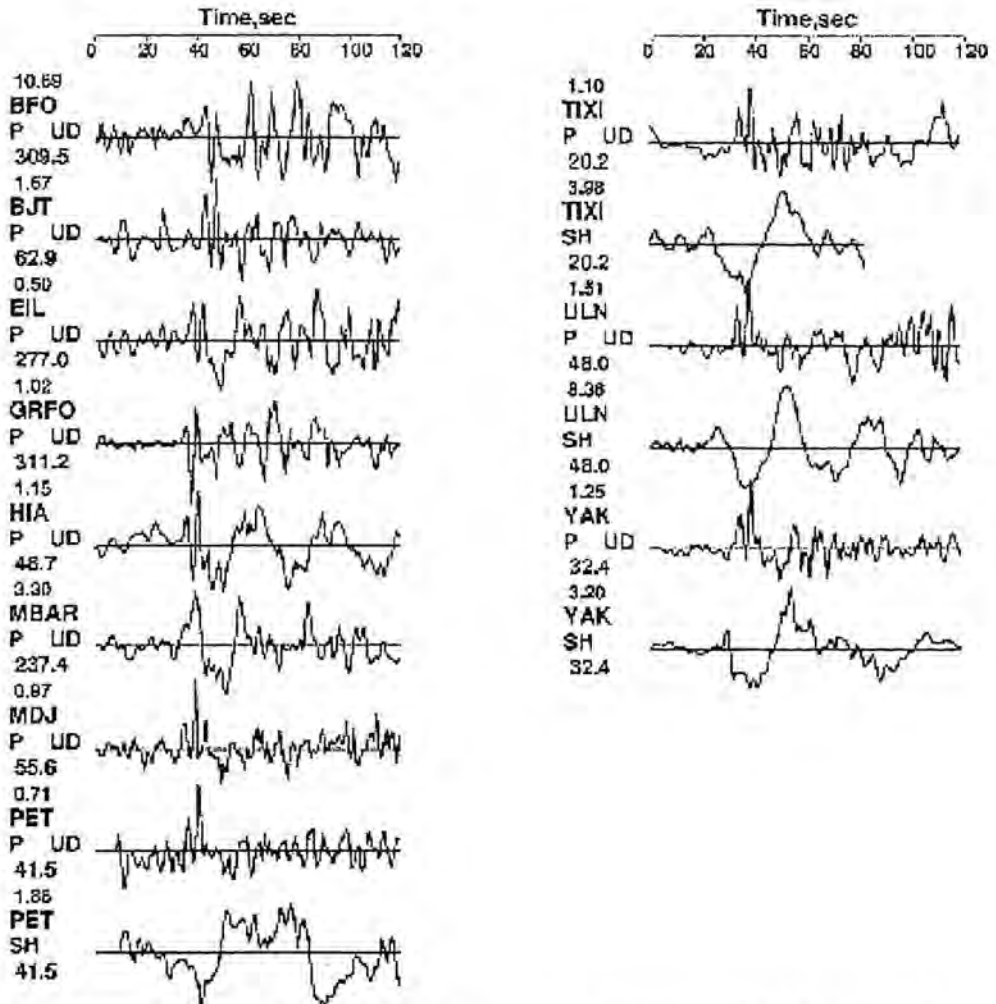 Time,sec
0 20 40 60 80 100 120
10.69
BFO
P UD
309.5
1.67
BJT
P UD
62.9
0.50
EIL
P UD
277.0
1.02
GRFO
P UD
311.2
1.15
HIA
P UD
48.7
3.30
MBAR
P UD
237.4
0.97
MDJ
P UD
55.6
0.71
PET
P UD
41.5
1.88
PET
SH
41.5
Time,sec
0 20 40 60 80 100 120
1.10
TIXI
P UD
20.2
3.98
TIXI
SH
20.2
1.51
ULN
P UD
48.0
8.36
ULN
SH
48.0
1.25
YAK
P UD
32.4
3.20
YAK
SH
32.4